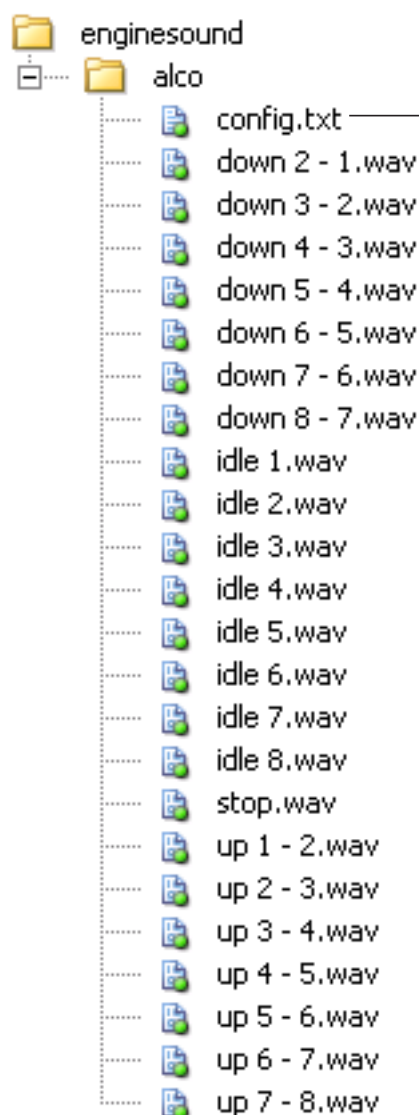 enginesound
alco
config.txt
down 2 - 1.wav
down 3 - 2.wav
down 4 - 3.wav
down 5 - 4.wav
down 6 - 5.wav
down 7 - 6.wav
down 8 - 7.wav
idle 1.wav
idle 2.wav
idle 3.wav
idle 4.wav
idle 5.wav
idle 6.wav
idle 7.wav
idle 8.wav
stop.wav
up 1 - 2.wav
up 2 - 3.wav
up 3 - 4.wav
up 4 - 5.wav
up 5 - 6.wav
up 6 - 7.wav
up 7 - 8.wav